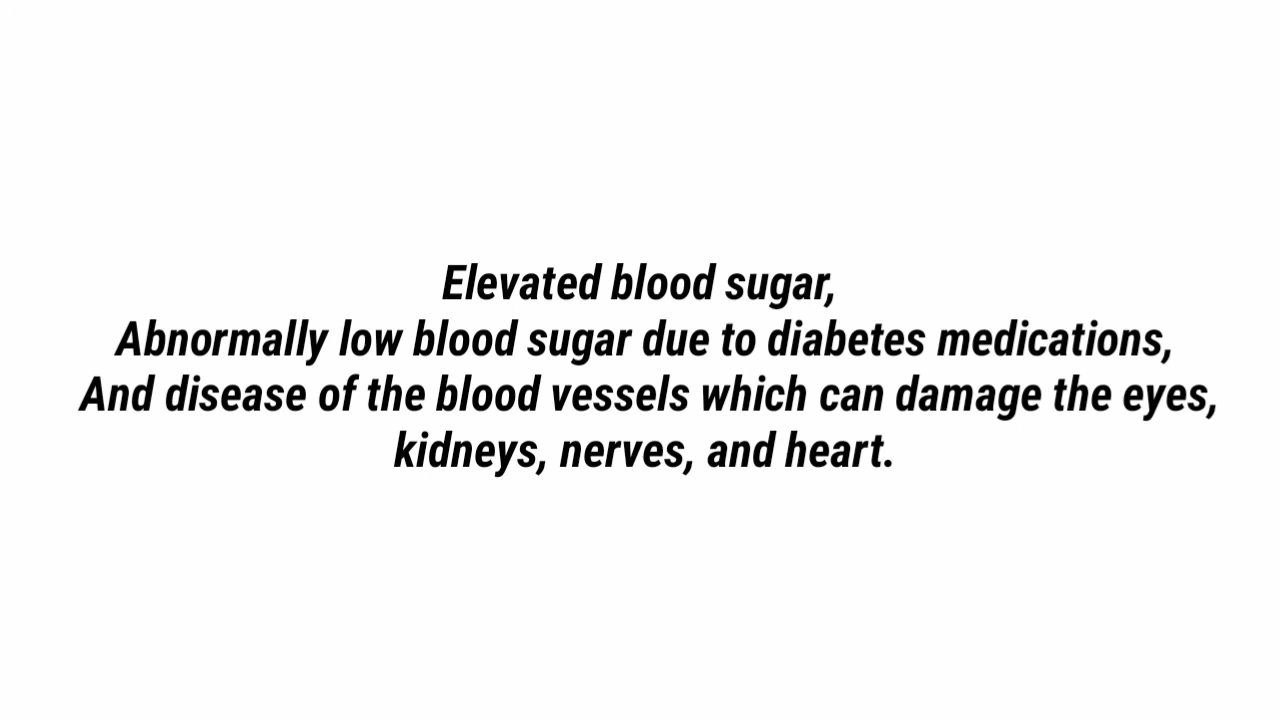 Elevated blood sugar,
Abnormally low blood sugar due to diabetes medications,
And disease of the blood vessels which can damage the eyes,
kidneys, nerves, and heart.